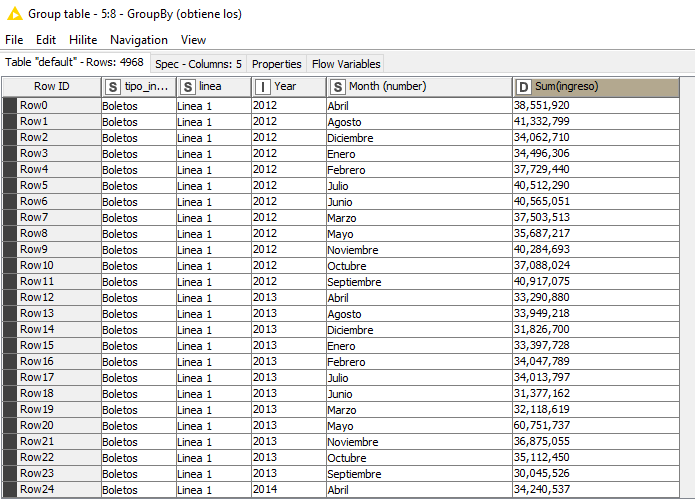 Group table - 5:8 - GroupBy (obtiene los)
File Edit Hilite Navigation View
Table "default" - Rows: 4968 Spec - Columns: 5 Properties Flow Variables
Row ID S tipo_in... S linea I Year S Month (number) D Sum(ingreso)
Row0 Boletos Linea 1 2012 Abril 38,551,920
Row1 Boletos Linea 1 2012 Agosto 41,332,799
Row2 Boletos Linea 1 2012 Diciembre 34,062,710
Row3 Boletos Linea 1 2012 Enero 34,496,306
Row4 Boletos Linea 1 2012 Febrero 37,729,440
Row5 Boletos Linea 1 2012 Julio 40,512,290
Row6 Boletos Linea 1 2012 Junio 40,565,051
Row7 Boletos Linea 1 2012 Marzo 37,503,513
Row8 Boletos Linea 1 2012 Mayo 35,687,217
Row9 Boletos Linea 1 2012 Noviembre 40,284,693
Row10 Boletos Linea 1 2012 Octubre 37,088,024
Row11 Boletos Linea 1 2012 Septiembre 40,917,075
Row12 Boletos Linea 1 2013 Abril 33,290,880
Row13 Boletos Linea 1 2013 Agosto 33,949,218
Row14 Boletos Linea 1 2013 Diciembre 31,826,700
Row15 Boletos Linea 1 2013 Enero 33,397,728
Row16 Boletos Linea 1 2013 Febrero 34,047,789
Row17 Boletos Linea 1 2013 Julio 34,013,797
Row18 Boletos Linea 1 2013 Junio 31,377,162
Row19 Boletos Linea 1 2013 Marzo 32,118,619
Row20 Boletos Linea 1 2013 Mayo 60,751,737
Row21 Boletos Linea 1 2013 Noviembre 36,875,055
Row22 Boletos Linea 1 2013 Octubre 35,112,450
Row23 Boletos Linea 1 2013 Septiembre 30,045,526
Row24 Boletos Linea 1 2014 Abril 34,240,537